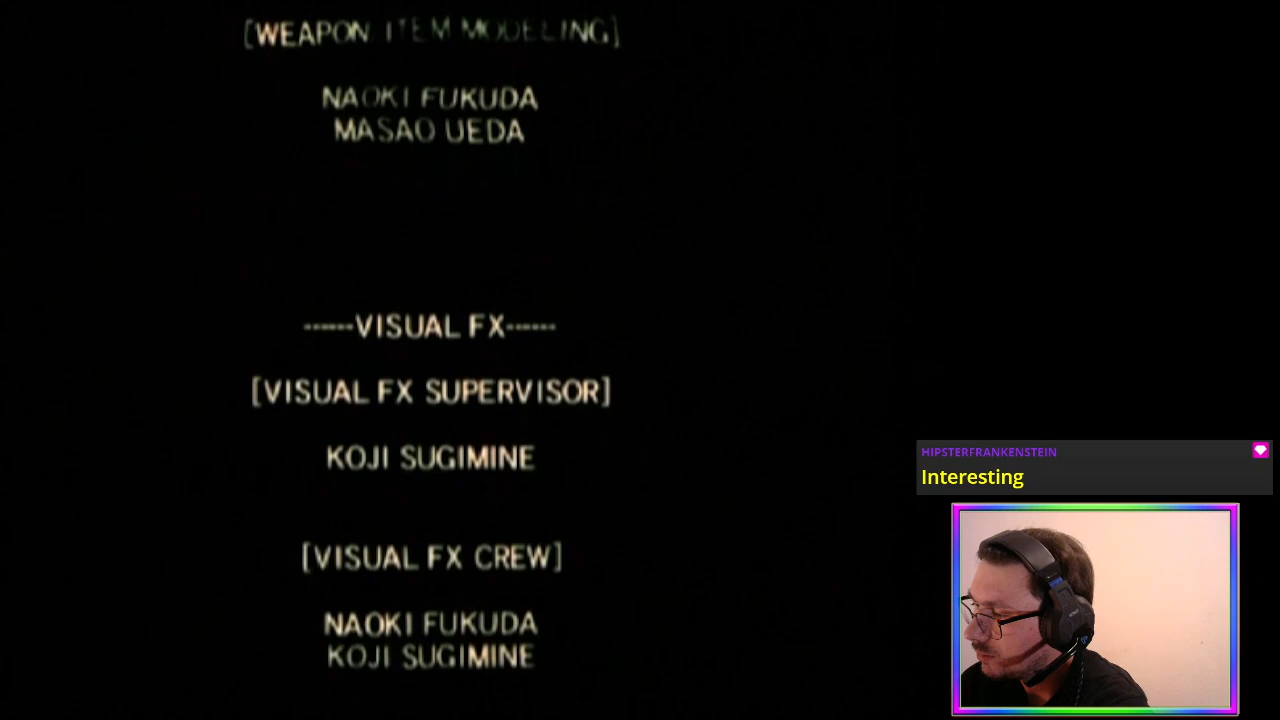 [WEAPON ITEM MODELING]
NAOKI FUKUDA
MASAO UEDA
------VISUAL FX------
[VISUAL FX SUPERVISOR]
KOJI SUGIMINE
[VISUAL FX CREW]
NAOKI FUKUDA
KOJI SUGIMINE
HIPSTERFRANKENSTEIN
Interesting